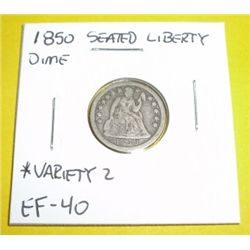 1850 SEATED LIBERTY
DIME
*VARIETY 2
EF-40